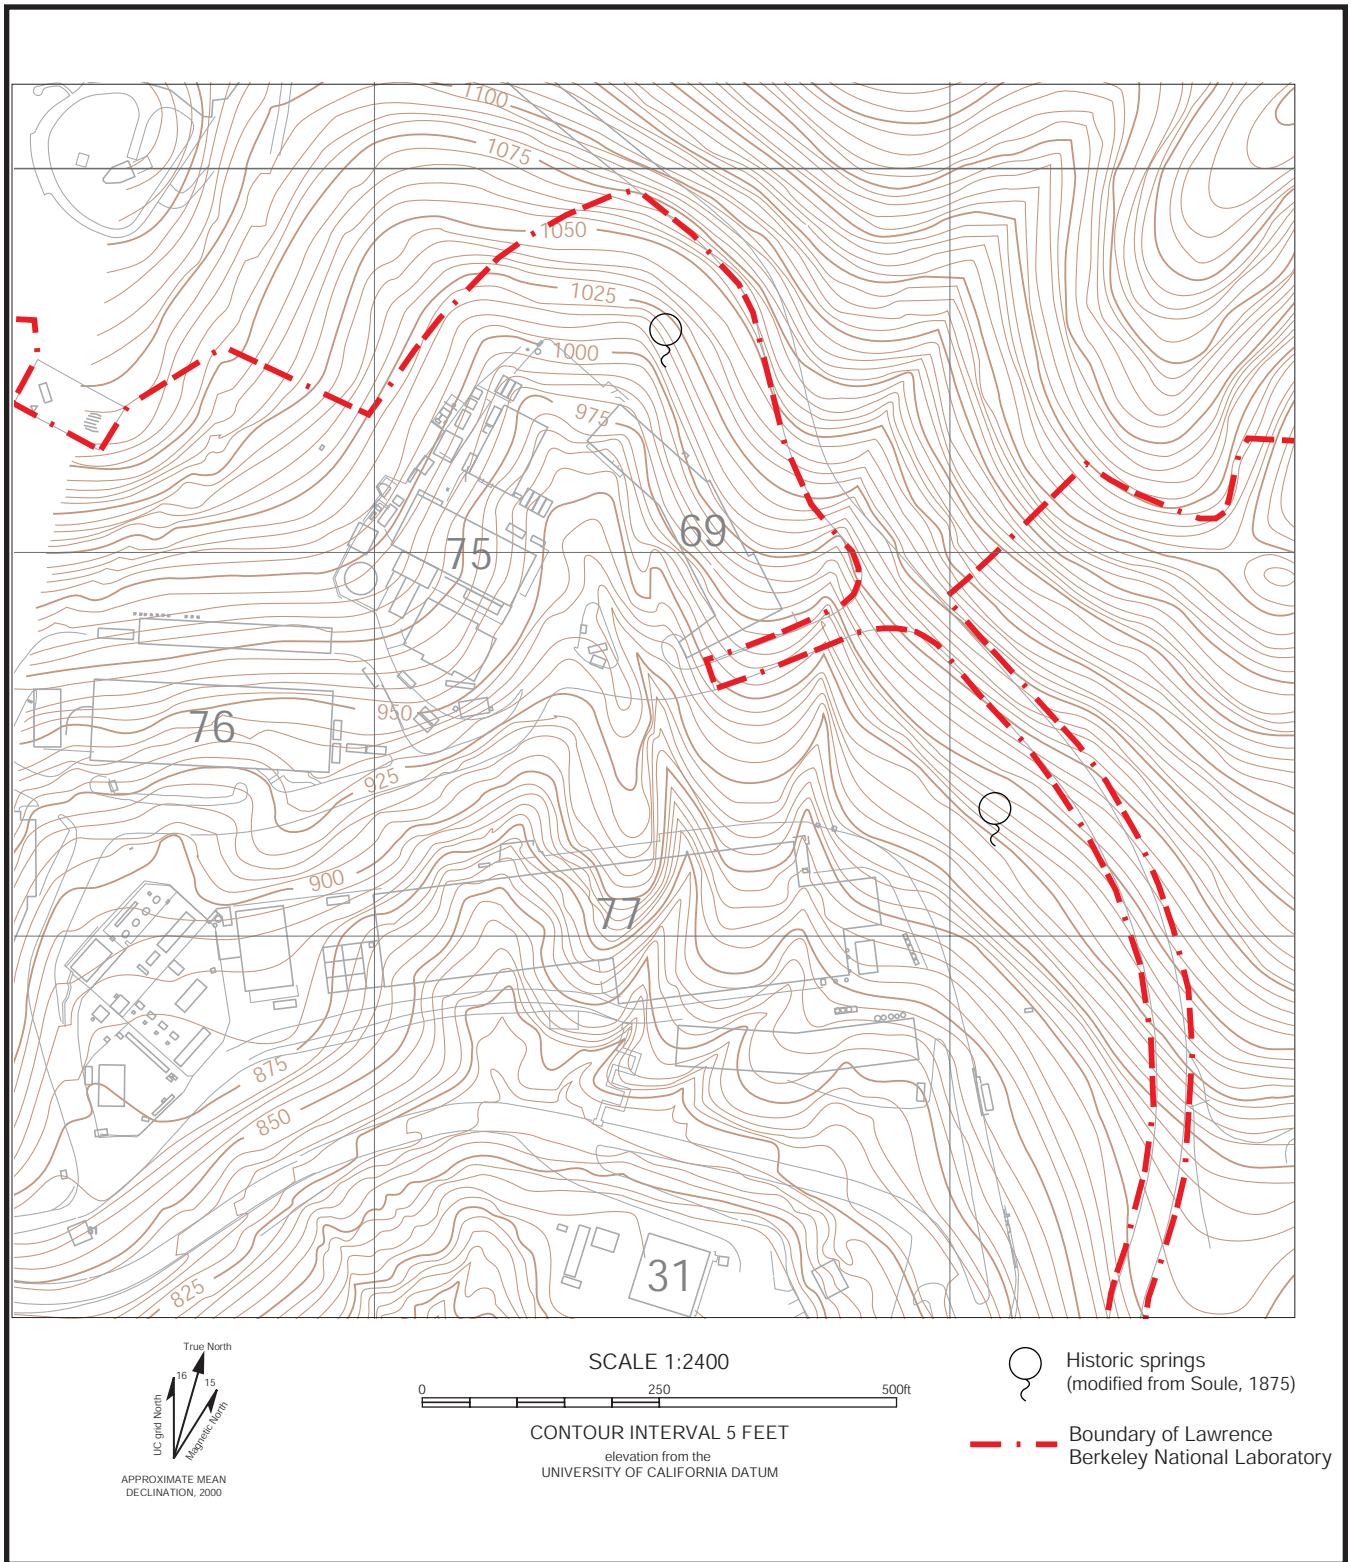 1100
1075
1050
1025
1000
975
69
75
950
76
925
900
77
875
850
31
825
True North
16
15
UC grid North
Magnetic North
APPROXIMATE MEAN
DECLINATION, 2000
SCALE 1:2400
0 250 500ft
CONTOUR INTERVAL 5 FEET
elevation from the
UNIVERSITY OF CALIFORNIA DATUM
Historic springs
(modified from Soule, 1875)
Boundary of Lawrence
Berkeley National Laboratory